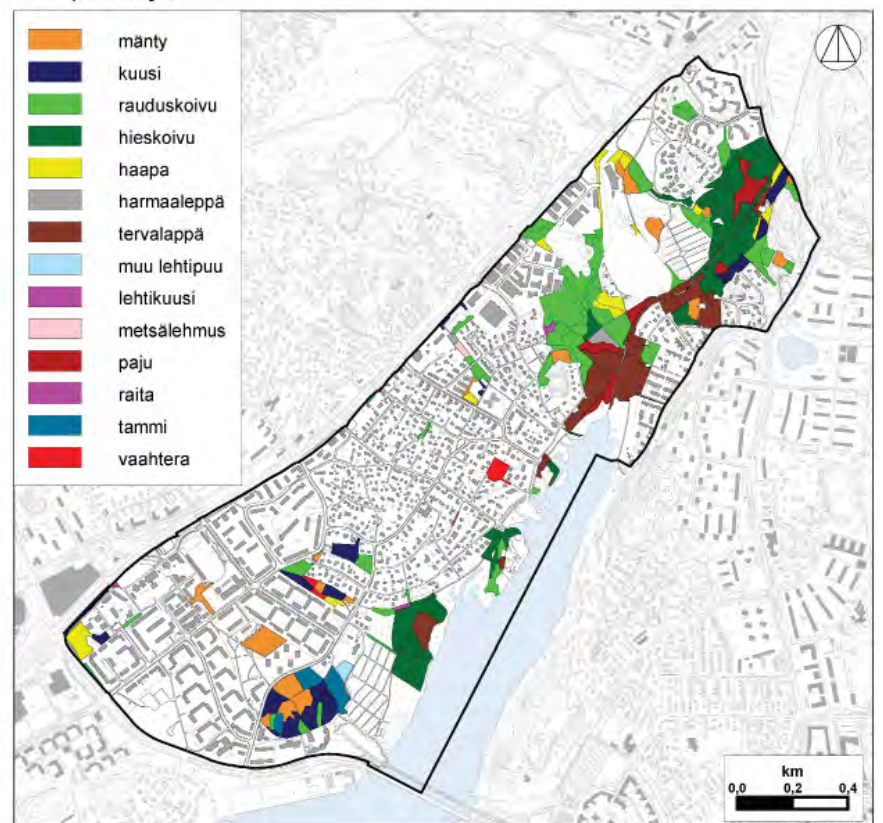 mänty
kuusi
rauduskoivu
hieskoivu
haapa
harmaaleppä
tervalappä
muu lehtipuu
lehtikuusi
metsälehmus
paju
raita
tammi
vaahtera
km
0,0 0,2 0,4